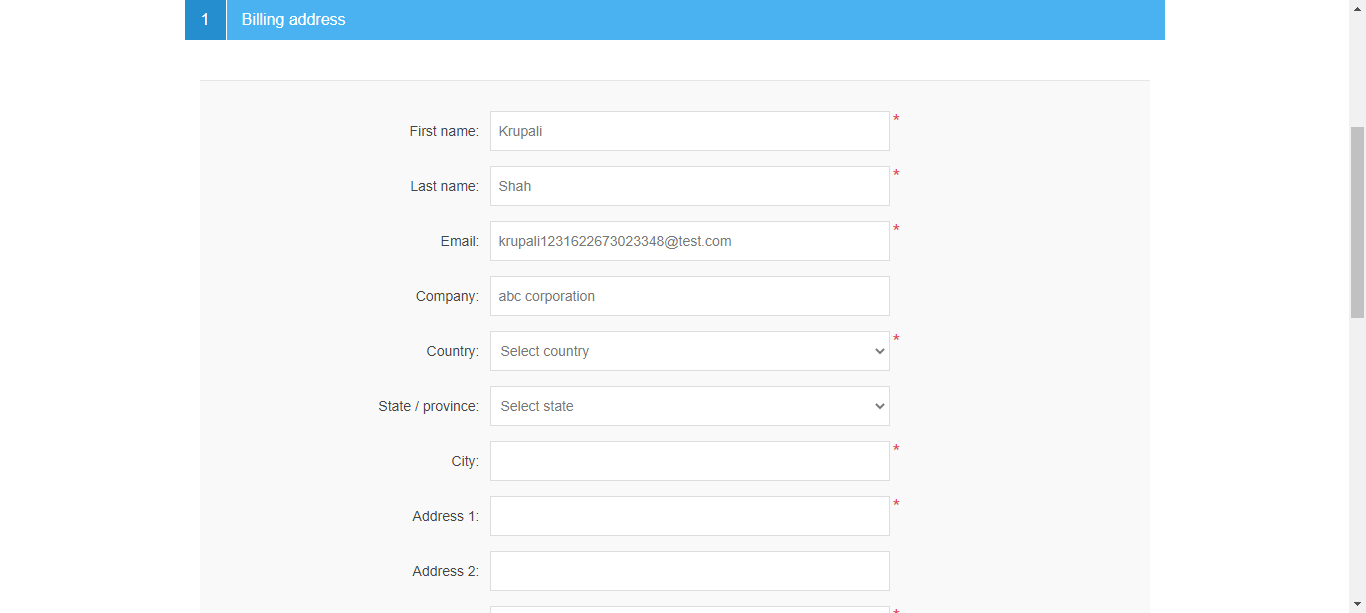 1 Billing address
First name: Krupali *
Last name: Shah *
Email: krupali1231622673023348@test.com *
Company: abc corporation
Country: Select country *
State / province: Select state
City: *
Address 1: *
Address 2:
*